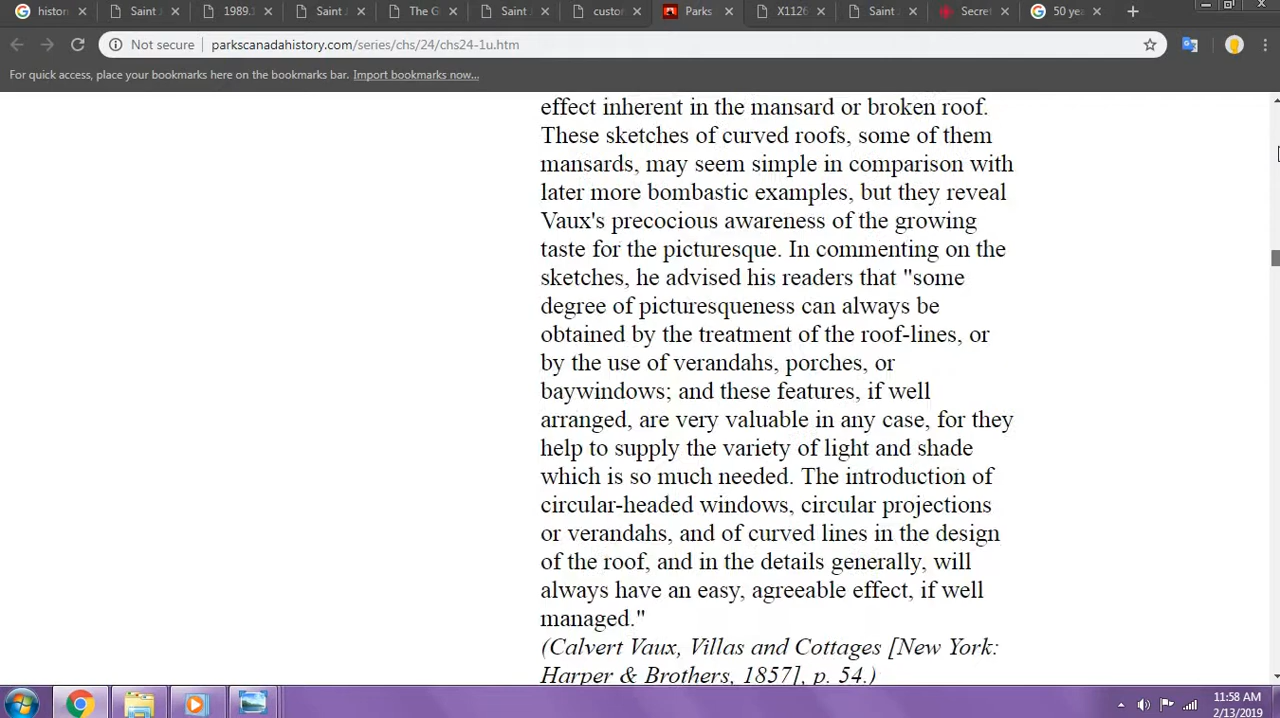 histor
Saint J
1989.1
Saint J
The G
Saint J
custor
Parks
X1126
Saint J
Secret
50 yea
Not secure
parkscanadahistory.com/series/chs/24/chs24-1u.htm
For quick access, place your bookmarks here on the bookmarks bar. Import bookmarks now...
effect inherent in the mansard or broken roof.
These sketches of curved roofs, some of them
mansards, may seem simple in comparison with
later more bombastic examples, but they reveal
Vaux's precocious awareness of the growing
taste for the picturesque. In commenting on the
sketches, he advised his readers that "some
degree of picturesqueness can always be
obtained by the treatment of the roof-lines, or
by the use of verandahs, porches, or
baywindows; and these features, if well
arranged, are very valuable in any case, for they
help to supply the variety of light and shade
which is so much needed. The introduction of
circular-headed windows, circular projections
or verandahs, and of curved lines in the design
of the roof, and in the details generally, will
always have an easy, agreeable effect, if well
managed."
(Calvert Vaux, Villas and Cottages [New York:
Harper & Brothers, 1857], p. 54.)
11:58 AM
2/13/2019